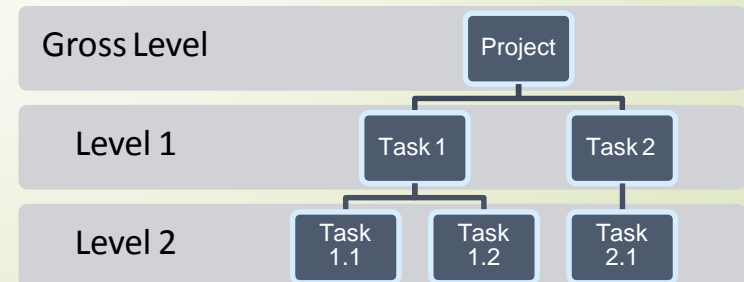 Gross Level
Project
Level 1
Task 1
Task 2
Level 2
Task
1.1
Task
1.2
Task
2.1